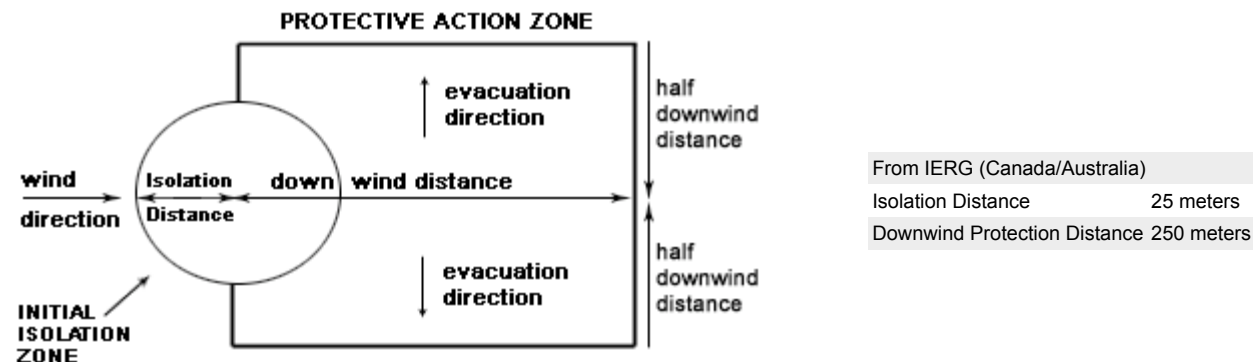 PROTECTIVE ACTION ZONE
evacuation
direction
half
downwind
distance
wind
direction
Isolation
Distance
down wind distance
evacuation
direction
half
downwind
distance
INITIAL
ISOLATION
ZONE
From IERG (Canada/Australia)
Isolation Distance 25 meters
Downwind Protection Distance 250 meters